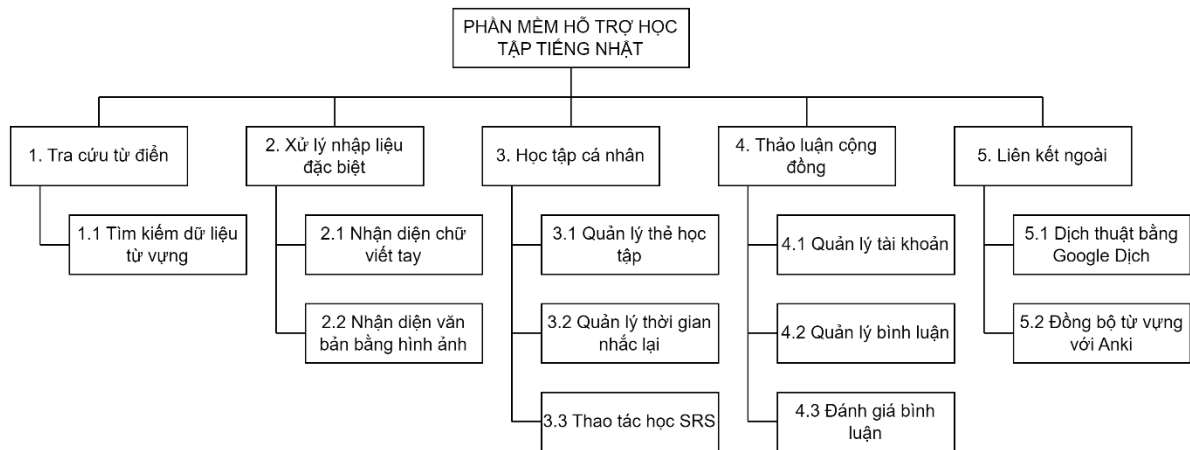 PHẦN MỀM HỖ TRỢ HỌC
TẬP TIẾNG NHẬT
1. Tra cứu từ điển
1.1 Tìm kiếm dữ liệu
từ vựng
2. Xử lý nhập liệu
đặc biệt
2.1 Nhận diện chữ
viết tay
2.2 Nhận diện văn
bản bằng hình ảnh
3. Học tập cá nhân
3.1 Quản lý thẻ học
tập
3.2 Quản lý thời gian
nhắc lại
3.3 Thao tác học SRS
4. Thảo luận cộng
đồng
4.1 Quản lý tài khoản
4.2 Quản lý bình luận
4.3 Đánh giá bình
luận
5. Liên kết ngoài
5.1 Dịch thuật bằng
Google Dịch
5.2 Đồng bộ từ vựng
với Anki